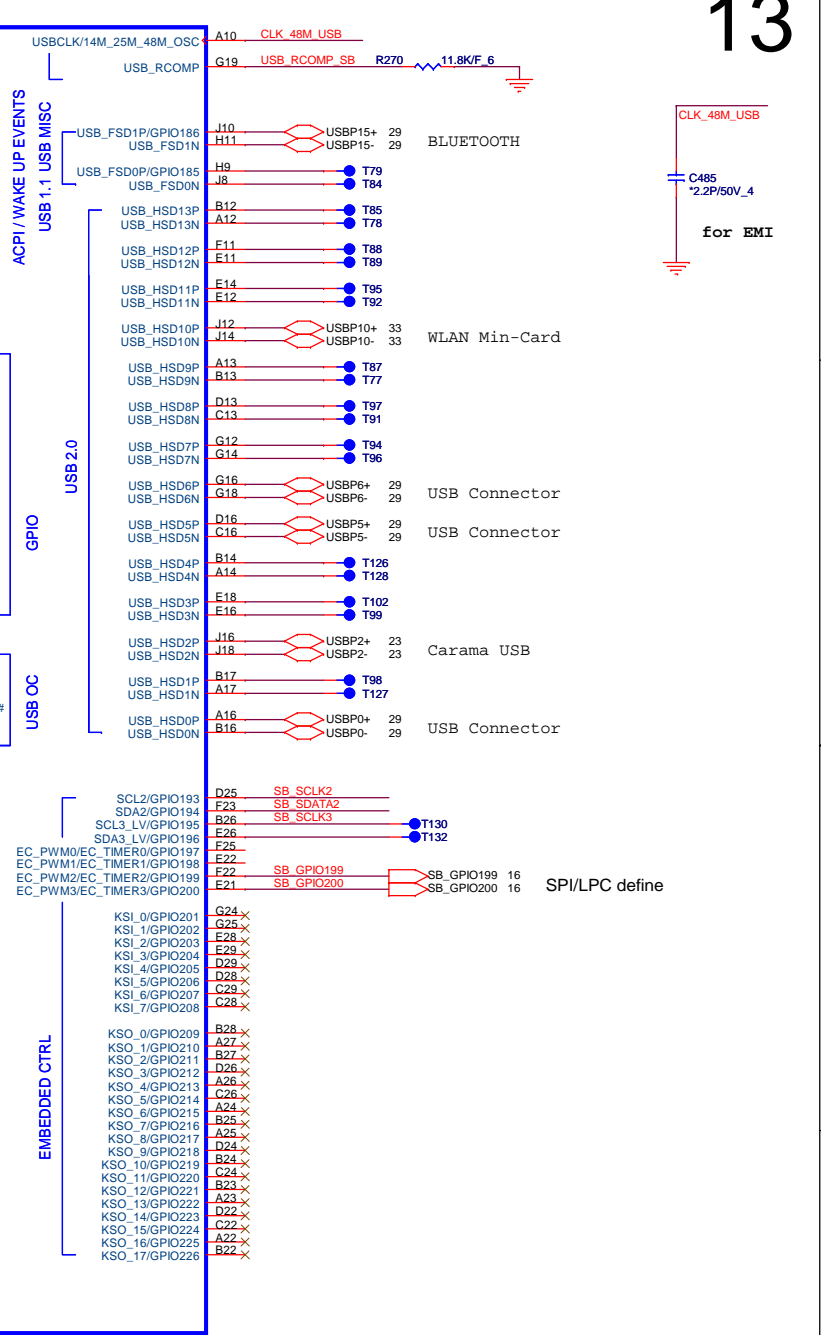 13
USBCLK/14M_25M_48M_OSC A10 CLK_48M_USB
USB_RCOMP G19 USB_RCOMP_SB R270 11.8K/F_6
CLK_48M_USB
C485
*2.2P/50V_4
for EMI
ACPI / WAKE UP EVENTS
USB 1.1 USB MISC
USB_FSD1P/GPIO186 J10 USBP15+ 29
USB_FSD1N H11 USBP15- 29
BLUETOOTH
USB_FSD0P/GPIO185 H9 T79
USB_FSD0N J8 T84
USB 2.0
USB_HSD13P B12 T85
USB_HSD13N A12 T78
USB_HSD12P F11 T88
USB_HSD12N E11 T89
USB_HSD11P E14 T95
USB_HSD11N E12 T92
USB_HSD10P J12 USBP10+ 33
USB_HSD10N J14 USBP10- 33
WLAN Min-Card
USB_HSD9P A13 T87
USB_HSD9N B13 T77
USB_HSD8P D13 T97
USB_HSD8N C13 T91
USB_HSD7P G12 T94
USB_HSD7N G14 T96
USB_HSD6P G16 USBP6+ 29
USB_HSD6N G18 USBP6- 29
USB Connector
USB_HSD5P D16 USBP5+ 29
USB_HSD5N C16 USBP5- 29
USB Connector
GPIO
USB_HSD4P B14 T126
USB_HSD4N A14 T128
USB_HSD3P E18 T102
USB_HSD3N E16 T99
USB_HSD2P J16 USBP2+ 23
USB_HSD2N J18 USBP2- 23
Carama USB
USB OC
#
USB_HSD1P B17 T98
USB_HSD1N A17 T127
USB_HSD0P A16 USBP0+ 29
USB_HSD0N B16 USBP0- 29
USB Connector
SCL2/GPIO193 D25 SB_SCLK2
SDA2/GPIO194 F23 SB_SDATA2
SCL3_LV/GPIO195 B26 SB_SCLK3 T130
SDA3_LV/GPIO196 E26 T132
EC_PWM0/EC_TIMER0/GPIO197 F25
EC_PWM1/EC_TIMER1/GPIO198 E22
EC_PWM2/EC_TIMER2/GPIO199 F22 SB_GPIO199 SB_GPIO199 16
EC_PWM3/EC_TIMER3/GPIO200 E21 SB_GPIO200 SB_GPIO200 16
SPI/LPC define
EMBEDDED CTRL
KSI_0/GPIO201 G24
KSI_1/GPIO202 G25
KSI_2/GPIO203 E28
KSI_3/GPIO204 E29
KSI_4/GPIO205 D29
KSI_5/GPIO206 D28
KSI_6/GPIO207 C29
KSI_7/GPIO208 C28
KSO_0/GPIO209 B28
KSO_1/GPIO210 A27
KSO_2/GPIO211 B27
KSO_3/GPIO212 D26
KSO_4/GPIO213 A26
KSO_5/GPIO214 C26
KSO_6/GPIO215 A24
KSO_7/GPIO216 B25
KSO_8/GPIO217 A25
KSO_9/GPIO218 D24
KSO_10/GPIO219 B24
KSO_11/GPIO220 C24
KSO_12/GPIO221 B23
KSO_13/GPIO222 A23
KSO_14/GPIO223 D22
KSO_15/GPIO224 C22
KSO_16/GPIO225 A22
KSO_17/GPIO226 B22